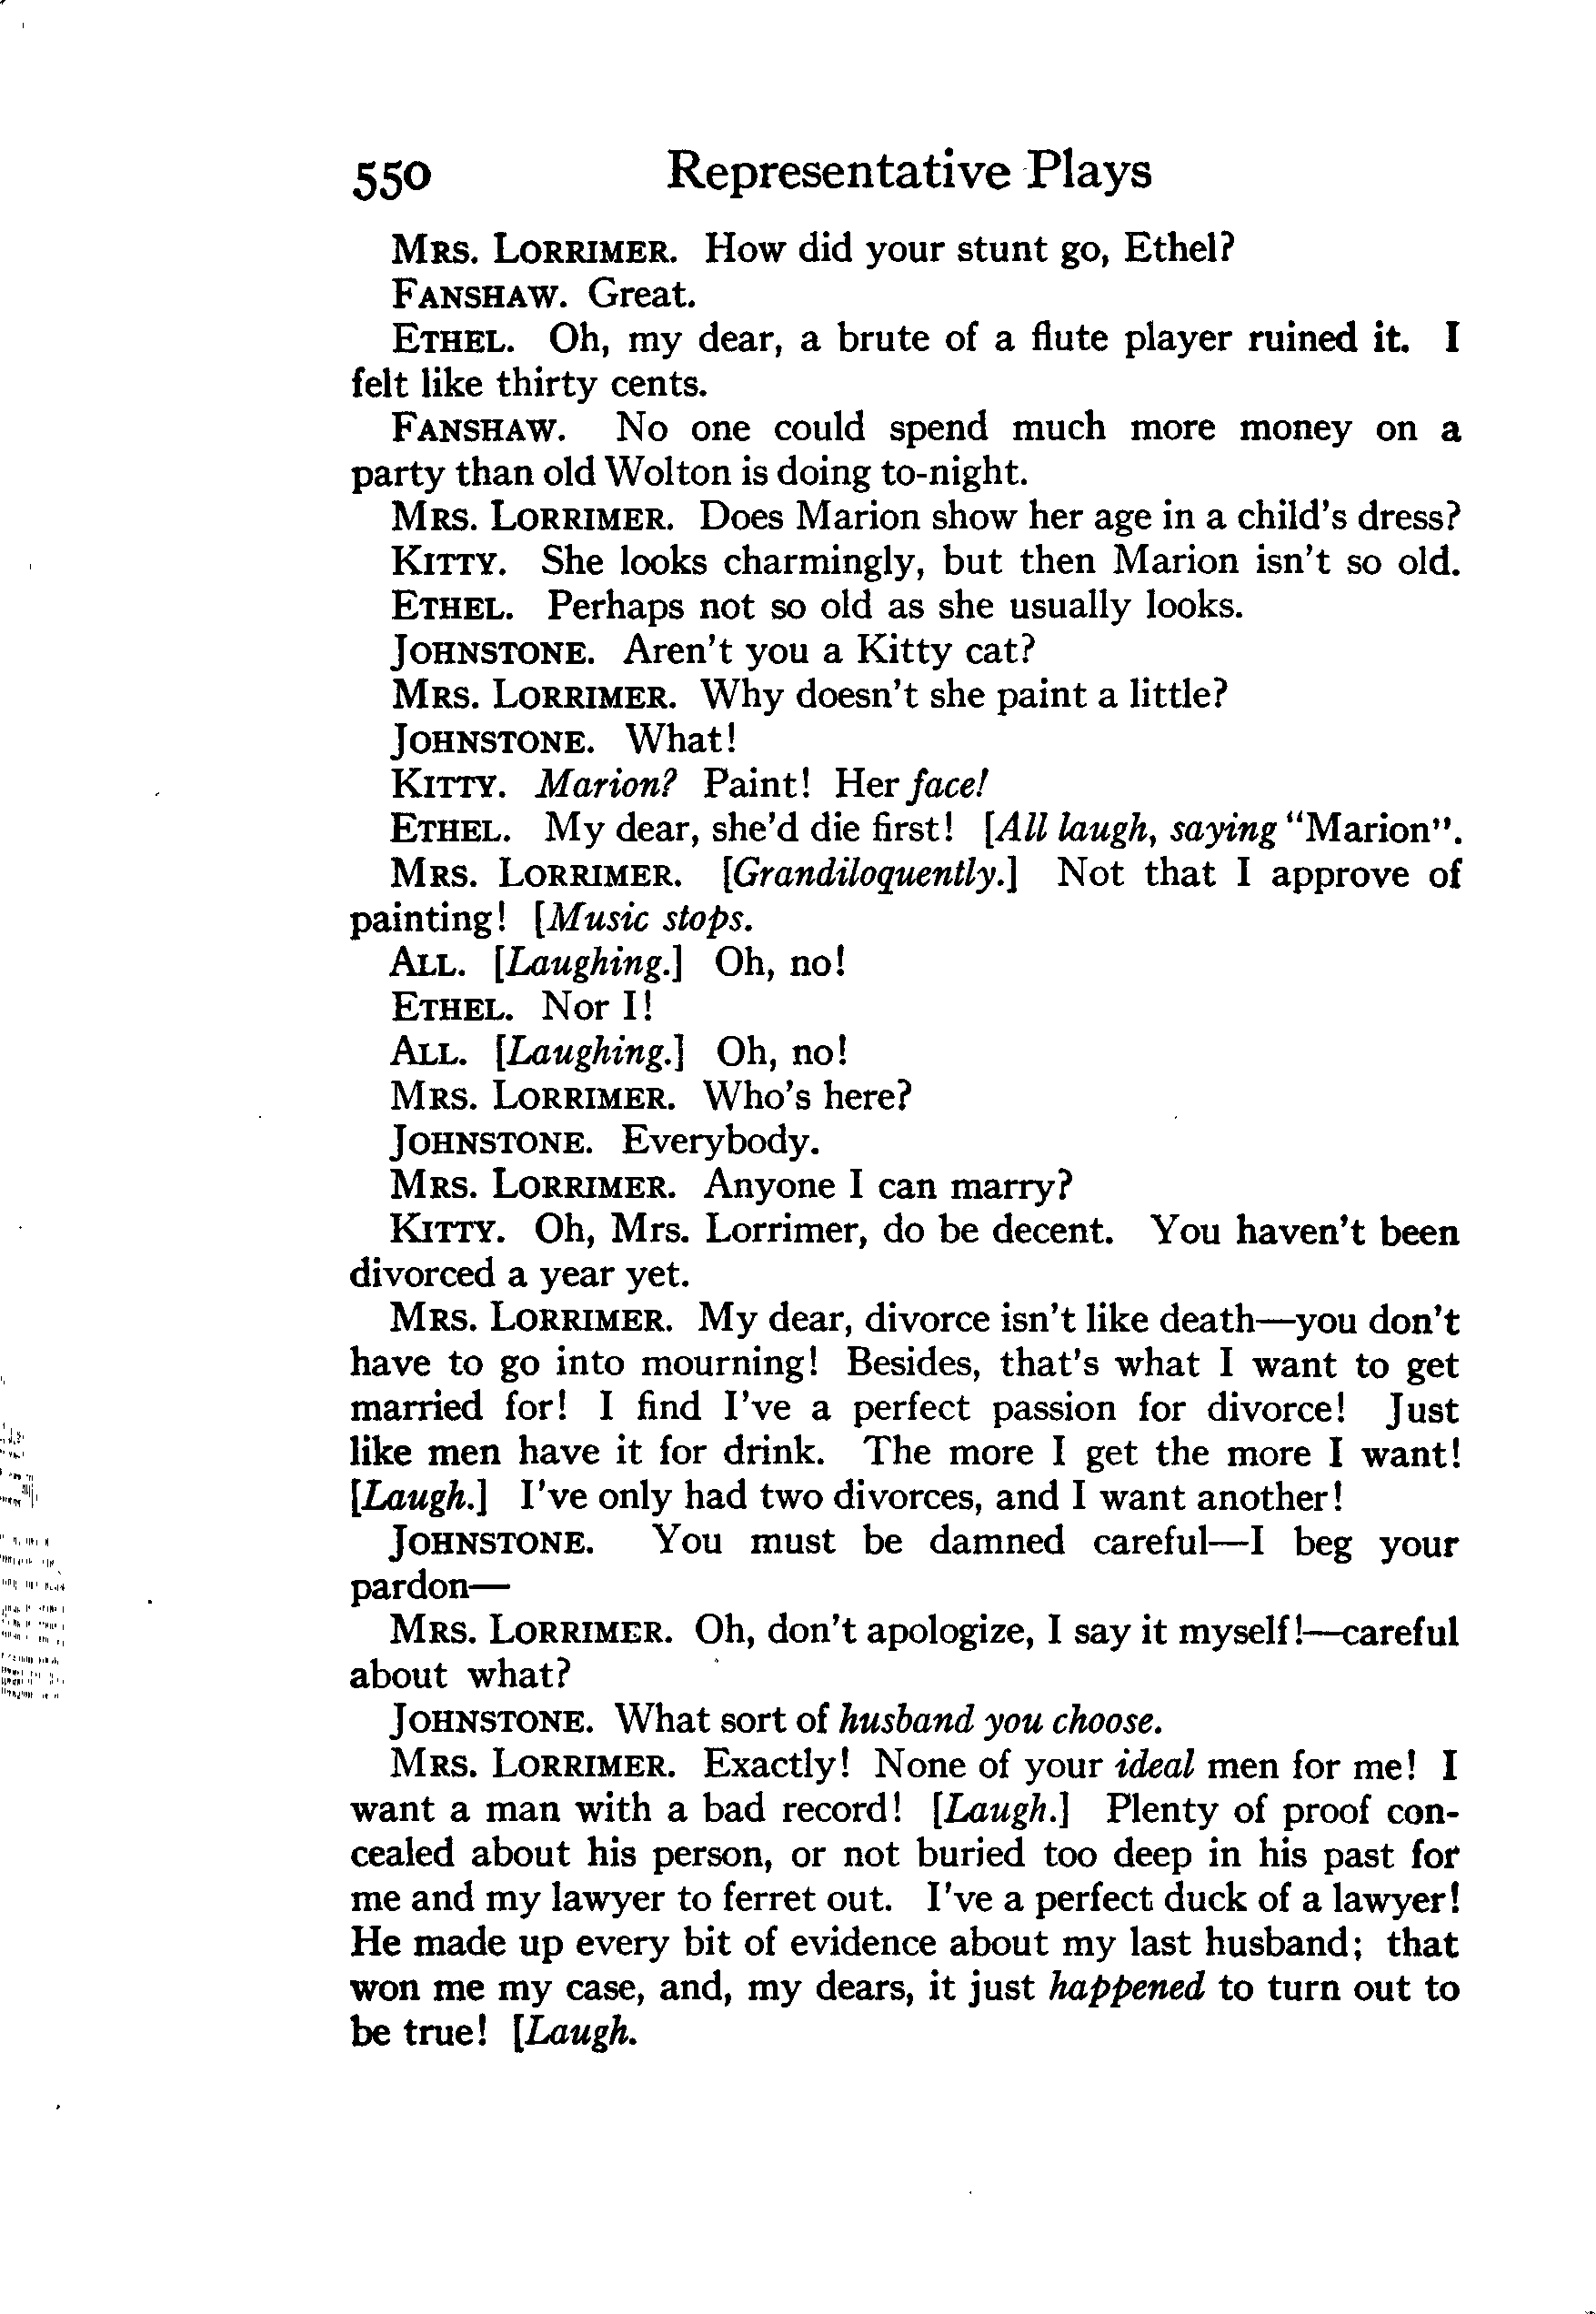 550 Representative Plays
MRS. LORRIMER. How did your stunt go, Ethel?
FANSHAW. Great.
ETHEL. Oh, my dear, a brute of a flute player ruined it. I
felt like thirty cents.
FANSHAW. No one could spend much more money on a
party than old Wolton is doing to-night.
MRS. LORRIMER. Does Marion show her age in a child's dress?
KITTY. She looks charmingly, but then Marion isn't so old.
ETHEL. Perhaps not so old as she usually looks.
JOHNSTONE. Aren't you a Kitty cat?
MRS. LORRIMER. Why doesn't she paint a little?
JOHNSTONE. What!
KITTY. Marion? Paint! Her face!
ETHEL. My dear, she'd die first! [All laugh, saying "Marion".
MRS. LORRIMER. [Grandiloquently.] Not that I approve of
painting! [Music stops.
ALL. [Laughing.] Oh, no!
ETHEL. Nor I!
ALL. [Laughing.] Oh, no!
MRS. LORRIMER. Who's here?
JOHNSTONE. Everybody.
MRS. LORRIMER. Anyone I can marry?
KITTY. Oh, Mrs. Lorrimer, do be decent. You haven't been
divorced a year yet.
MRS. LORRIMER. My dear, divorce isn't like death—you don't
have to go into mourning! Besides, that's what I want to get
married for! I find I've a perfect passion for divorce! Just
like men have it for drink. The more I get the more I want!
[Laugh.] I've only had two divorces, and I want another!
JOHNSTONE. You must be damned careful—I beg your
pardon—
MRS. LORRIMER. Oh, don't apologize, I say it myself!—careful
about what?
JOHNSTONE. What sort of husband you choose.
MRS. LORRIMER. Exactly! None of your ideal men for me! I
want a man with a bad record! [Laugh.] Plenty of proof con-
cealed about his person, or not buried too deep in his past for
me and my lawyer to ferret out. I've a perfect duck of a lawyer!
He made up every bit of evidence about my last husband; that
won me my case, and, my dears, it just happened to turn out to
be true! [Laugh.